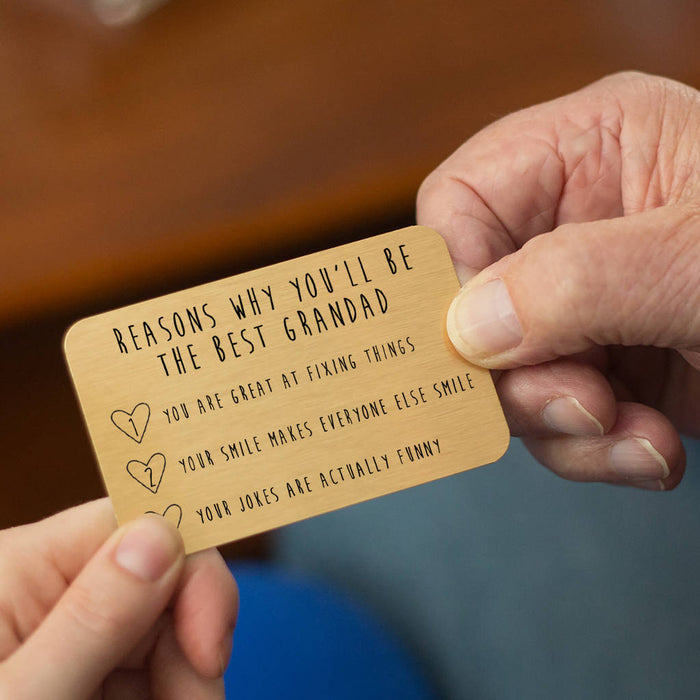 REASONS WHY YOU'LL BE
THE BEST GRANDAD
1 YOU ARE GREAT AT FIXING THINGS
2 YOUR SMILE MAKES EVERYONE ELSE SMILE
YOUR JOKES ARE ACTUALLY FUNNY